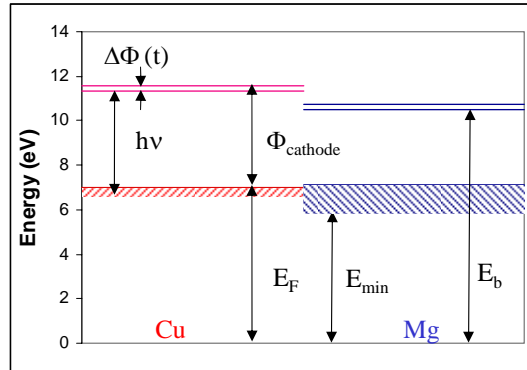 Energy (eV)
14
12
10
8
6
4
2
0
ΔΦ (t)
hν
Φcathode
EF
Emin
Eb
Cu
Mg